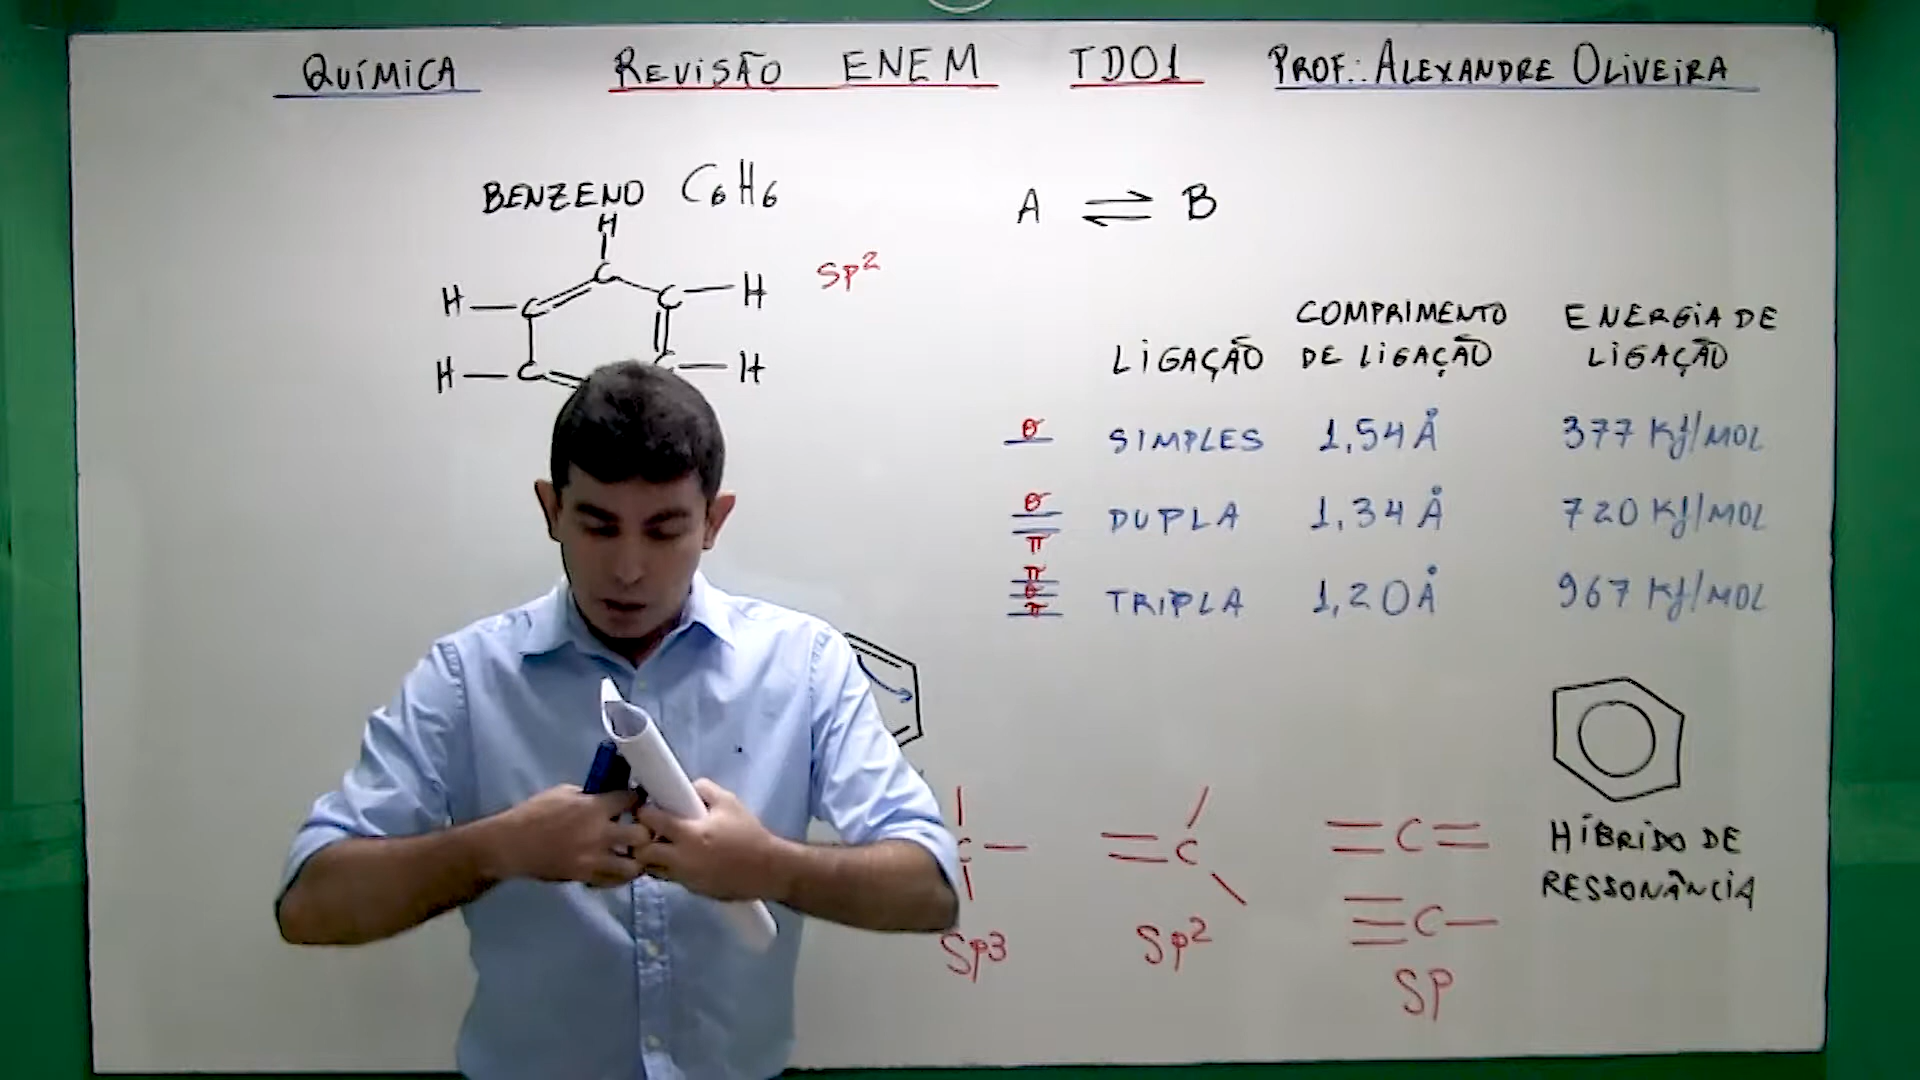 QUÍMICA REVISÃO ENEM TD01 PROF.: ALEXANDRE OLIVEIRA
BENZENO C6H6
A ⇌ B
H
C
H C C H sp²
H C H
LIGAÇÃO COMPRIMENTO DE LIGAÇÃO ENERGIA DE LIGAÇÃO
σ SIMPLES 1,54 Å 377 KJ/MOL
σ π DUPLA 1,34 Å 720 KJ/MOL
π σ π TRIPLA 1,20 Å 967 KJ/MOL
C
Sp3
=C
Sp²
=C=
≡C–
SP
HÍBRIDO DE
RESSONÂNCIA